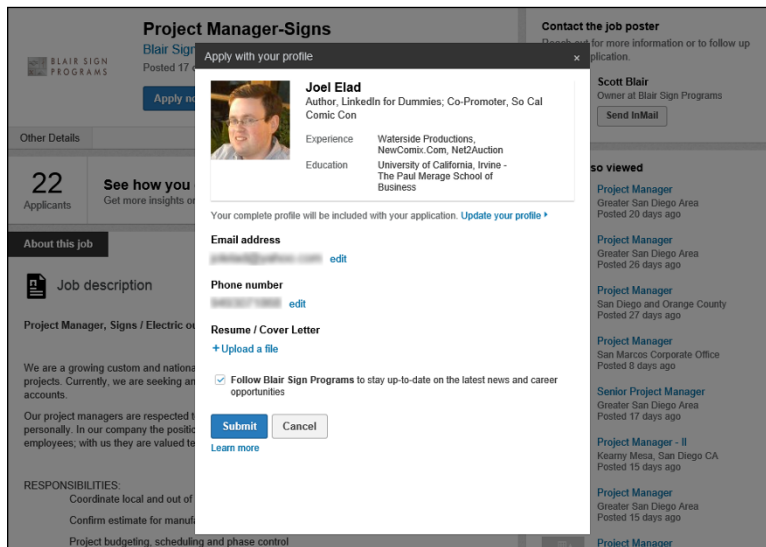 Project Manager-Signs
Blair Sign
Posted 17
BLAIR SIGN
PROGRAMS
Apply
Other Details
22
Applicants
See how you
Get more insights
About this job
Job description
Project Manager, Signs / Electric
We are a growing custom and
projects. Currently, we are seeking
accounts.
Our project managers are respected
personally. In our company the
employees; with us they are valued
RESPONSIBILITIES:
Coordinate local and out of
Confirm estimate for
Project budgeting, scheduling and phase control
Apply with your profile
×
Joel Elad
Author, LinkedIn for Dummies; Co-Promoter, So Cal
Comic Con
Experience Waterside Productions,
NewComix.Com, Net2Auction
Education University of California, Irvine -
The Paul Merage School of
Business
Your complete profile will be included with your application. Update your profile
Email address
edit
Phone number
edit
Resume / Cover Letter
+ Upload a file
Follow Blair Sign Programs to stay up-to-date on the latest news and career
opportunities
Submit Cancel
Learn more
Contact the job poster
for more information or to follow up
Scott Blair
Owner at Blair Sign Programs
Send InMail
so viewed
Project Manager
Greater San Diego Area
Posted 20 days ago
Project Manager
Greater San Diego Area
Posted 26 days ago
Project Manager
San Diego and Orange County
Posted 27 days ago
Project Manager
San Marcos Corporate Office
Posted 8 days ago
Senior Project Manager
Greater San Diego Area
Posted 17 days ago
Project Manager - II
Kearny Mesa, San Diego CA
Posted 15 days ago
Project Manager
Greater San Diego Area
Posted 15 days ago
Project Manager